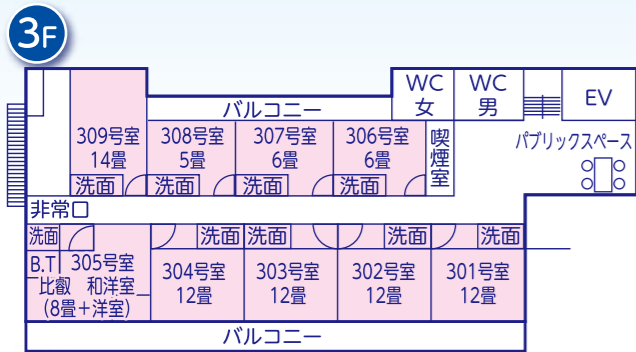 3F
WC
女
WC
男
EV
バルコニー
309号室
14畳
308号室
5畳
307号室
6畳
306号室
6畳
喫煙室
パブリックスペース
洗面
洗面
洗面
洗面
非常口
洗面
洗面
洗面
洗面
洗面
B.T
305号室
比叡 和洋室
(8畳+洋室)
304号室
12畳
303号室
12畳
302号室
12畳
301号室
12畳
バルコニー